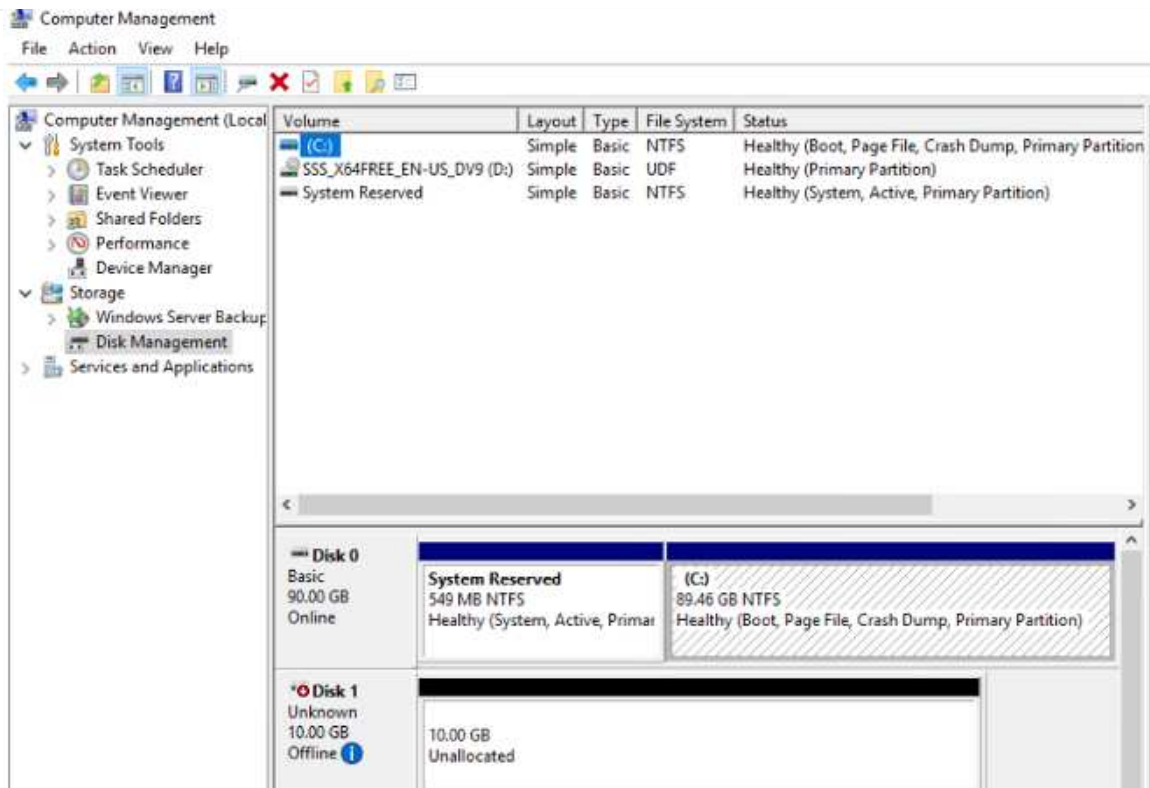 Computer Management
File Action View Help
Computer Management (Local
System Tools
Task Scheduler
Event Viewer
Shared Folders
Performance
Device Manager
Storage
Windows Server Backup
Disk Management
Services and Applications
Volume Layout Type File System Status
(C:) Simple Basic NTFS Healthy (Boot, Page File, Crash Dump, Primary Partition
SSS_X64FREE_EN-US_DV9 (D:) Simple Basic UDF Healthy (Primary Partition)
System Reserved Simple Basic NTFS Healthy (System, Active, Primary Partition)
Disk 0
Basic
90.00 GB
Online
System Reserved
549 MB NTFS
Healthy (System, Active, Primar
(C:)
89.46 GB NTFS
Healthy (Boot, Page File, Crash Dump, Primary Partition)
Disk 1
Unknown
10.00 GB
Offline
10.00 GB
Unallocated